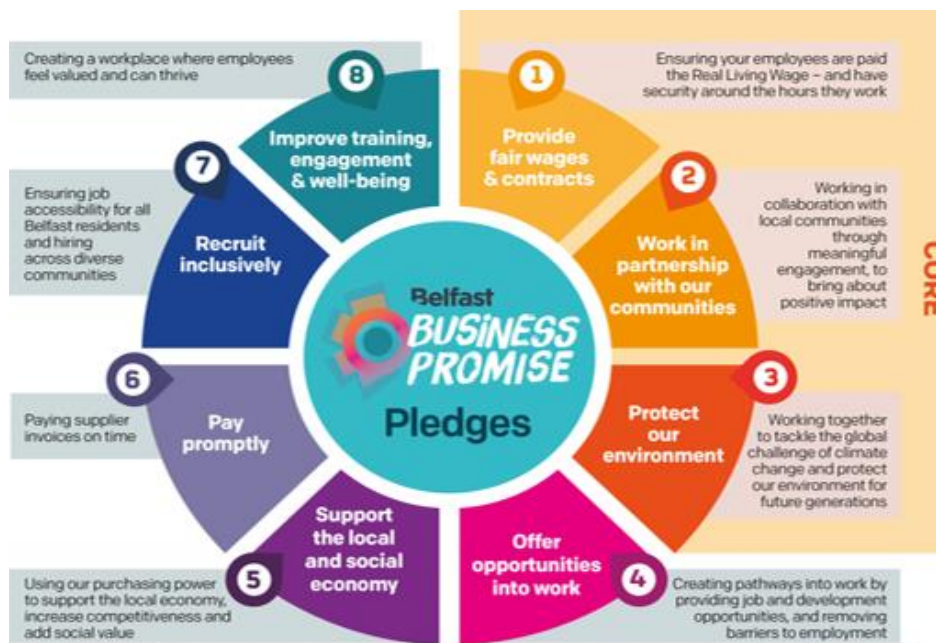 Creating a workplace where employees
feel valued and can thrive
8
Improve training,
engagement
& well-being
1
Provide
fair wages
& contracts
Ensuring your employees are paid
the Real Living Wage – and have
security around the hours they work
7
Recruit
inclusively
Ensuring job
accessibility for all
Belfast residents
and hiring
across diverse
communities
2
Work in
partnership
with our
communities
Working in
collaboration with
local communities
through
meaningful
engagement, to
bring about
positive impact
CORE
Belfast
BUSINESS
PROMISE
Pledges
6
Pay
promptly
Paying supplier
invoices on time
3
Protect
our
environment
Working together
to tackle the global
challenge of climate
change and protect
our environment for
future generations
5
Support
the local
and social
economy
Using our purchasing power
to support the local economy,
increase competitiveness and
add social value
Offer
opportunities
into work
4
Creating pathways into work by
providing job and development
opportunities, and removing
barriers to employment